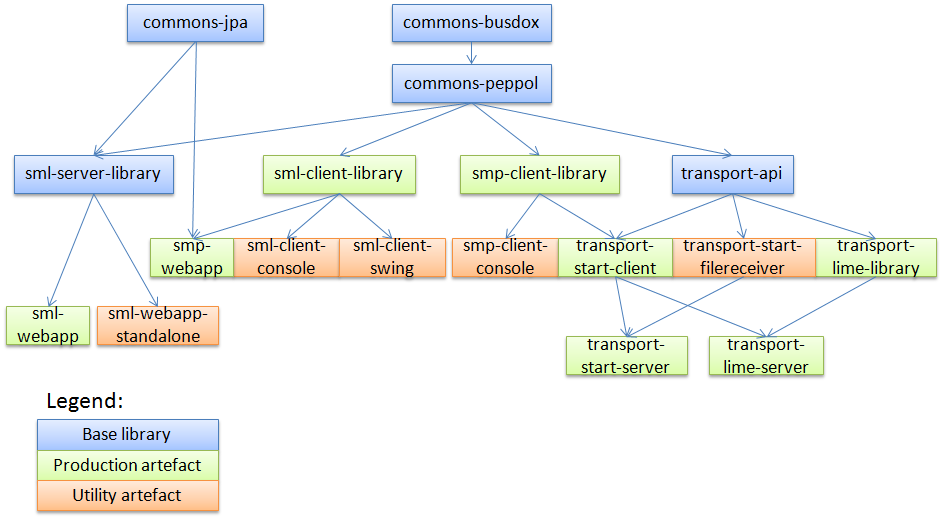 commons-jpa
commons-busdox
commons-peppol
sml-server-library
sml-client-library
smp-client-library
transport-api
smp-
webapp
sml-client-
console
sml-client-
swing
smp-client-
console
transport-
start-client
transport-start-
filereceiver
transport-
lime-library
sml-
webapp
sml-webapp-
standalone
transport-
start-server
transport-
lime-server
Legend:
Base library
Production artefact
Utility artefact